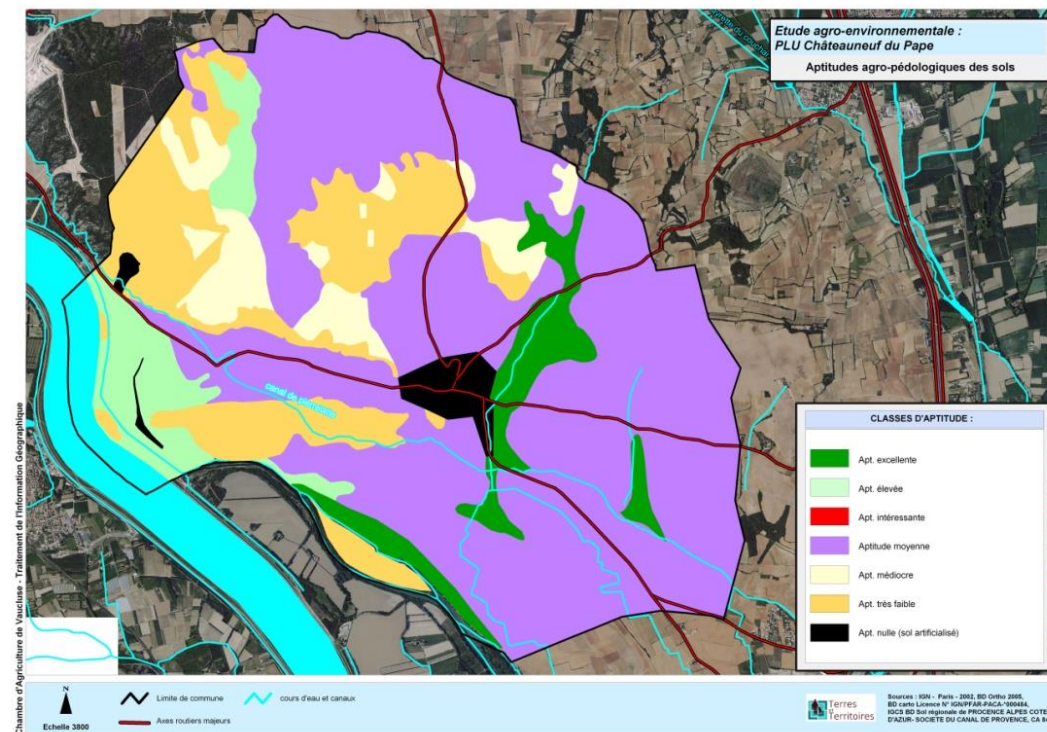 Etude agro-environnementale :
PLU Châteauneuf du Pape
Aptitudes agro-pédologiques des sols
canal de pierrelatte
CLASSES D'APTITUDE :
Apt. excellente
Apt. élevée
Apt. intéressante
Aptitude moyenne
Apt. médiocre
Apt. très faible
Apt. nulle (sol artificialisé)
Chambre d'Agriculture de Vaucluse - Traitement de l'Information Géographique
N
Echelle 3800
Limite de commune
cours d'eau et canaux
Axes routiers majeurs
Terres
et
Territoires
Sources : IGN - Paris - 2002, BD Ortho 2005,
BD carto Licence N° IGN/PFAR-PACA-°000484,
IGCS BD Sol régionale de PROCENCE ALPES COTE
D'AZUR- SOCIETE DU CANAL DE PROVENCE, CA 84